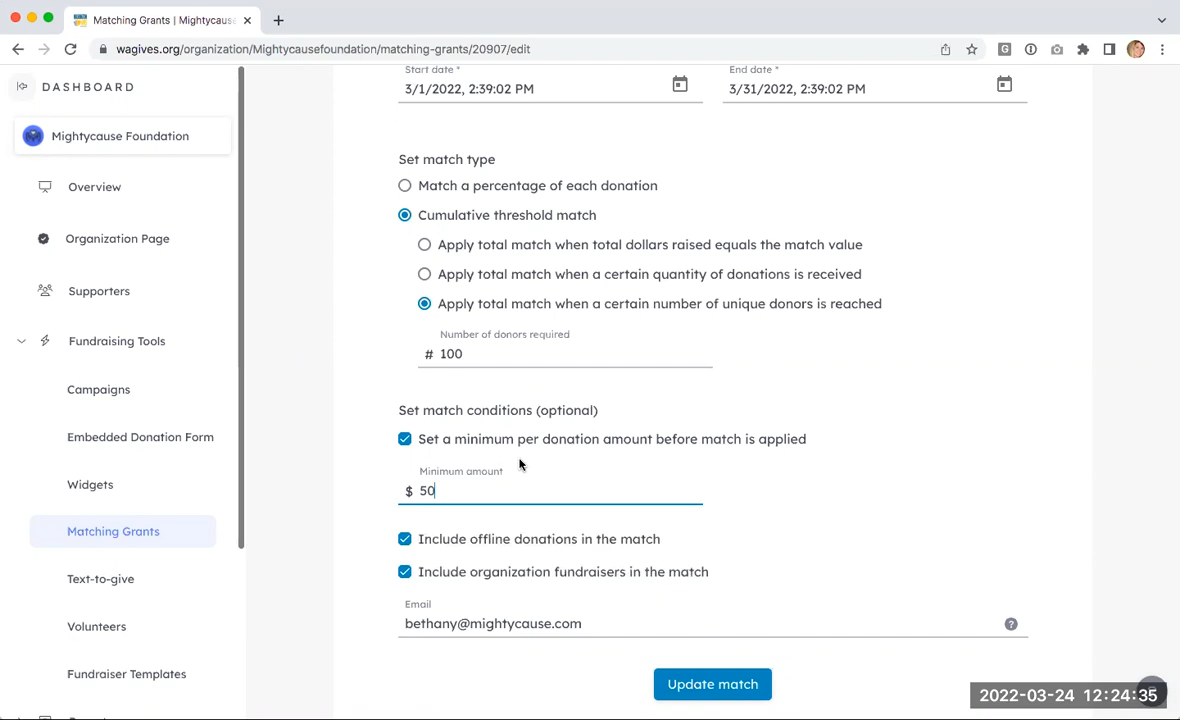 Matching Grants | Mightycaus
wagives.org/organization/Mightycausefoundation/matching-grants/20907/edit
DASHBOARD
Mightycause Foundation
Overview
Organization Page
Supporters
Fundraising Tools
Campaigns
Embedded Donation Form
Widgets
Matching Grants
Text-to-give
Volunteers
Fundraiser Templates
Start date *
3/1/2022, 2:39:02 PM
End date *
3/31/2022, 2:39:02 PM
Set match type
Match a percentage of each donation
Cumulative threshold match
Apply total match when total dollars raised equals the match value
Apply total match when a certain quantity of donations is received
Apply total match when a certain number of unique donors is reached
Number of donors required
# 100
Set match conditions (optional)
Set a minimum per donation amount before match is applied
Minimum amount
$ 50
Include offline donations in the match
Include organization fundraisers in the match
Email
bethany@mightycause.com
?
Update match
2022-03-24 12:24:35